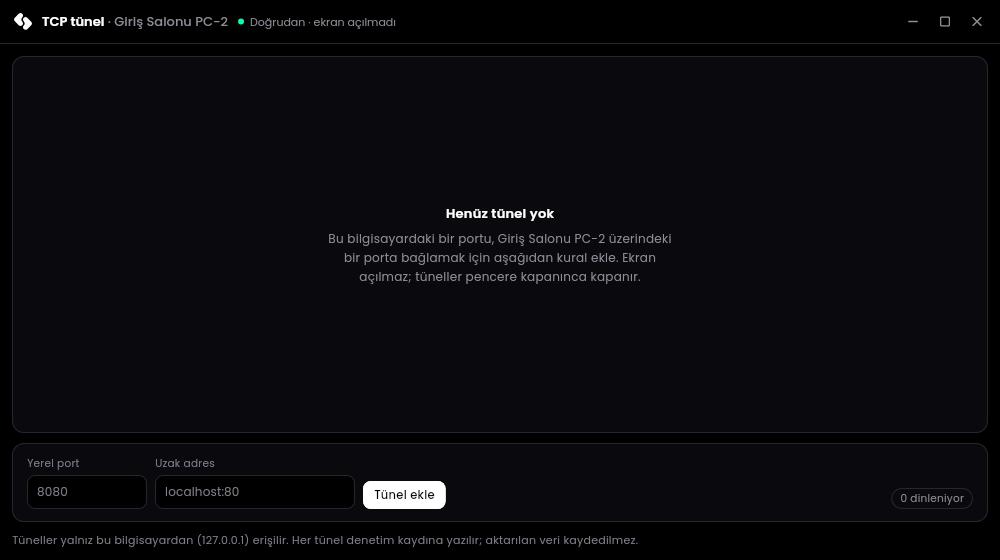 TCP tünel · Giriş Salonu PC-2 Doğrudan · ekran açılmadı
Henüz tünel yok
Bu bilgisayardaki bir portu, Giriş Salonu PC-2 üzerindeki
bir porta bağlamak için aşağıdan kural ekle. Ekran
açılmaz; tüneller pencere kapanınca kapanır.
Yerel port
Uzak adres
8080
localhost:80
Tünel ekle
0 dinleniyor
Tüneller yalnız bu bilgisayardan (127.0.0.1) erişilir. Her tünel denetim kaydına yazılır; aktarılan veri kaydedilmez.